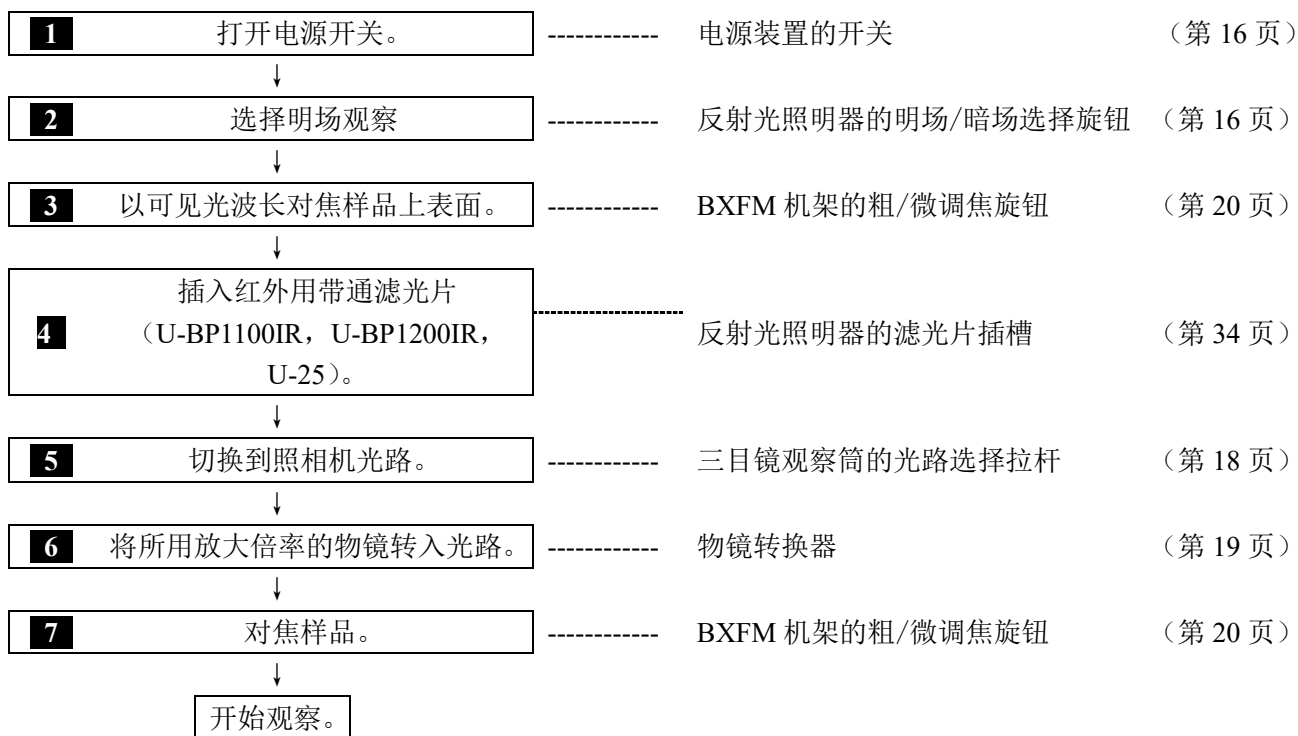 1 打开电源开关。 ------------ 电源装置的开关 （第 16 页）
↓
2 选择明场观察 ------------ 反射光照明器的明场/暗场选择旋钮 （第 16 页）
↓
3 以可见光波长对焦样品上表面。 ------------ BXFM 机架的粗/微调焦旋钮 （第 20 页）
↓
插入红外用带通滤光片
4 （U-BP1100IR，U-BP1200IR， ------------ 反射光照明器的滤光片插槽 （第 34 页）
U-25）。
↓
5 切换到照相机光路。 ------------ 三目镜观察筒的光路选择拉杆 （第 18 页）
↓
6 将所用放大倍率的物镜转入光路。 ------------ 物镜转换器 （第 19 页）
↓
7 对焦样品。 ------------ BXFM 机架的粗/微调焦旋钮 （第 20 页）
↓
开始观察。